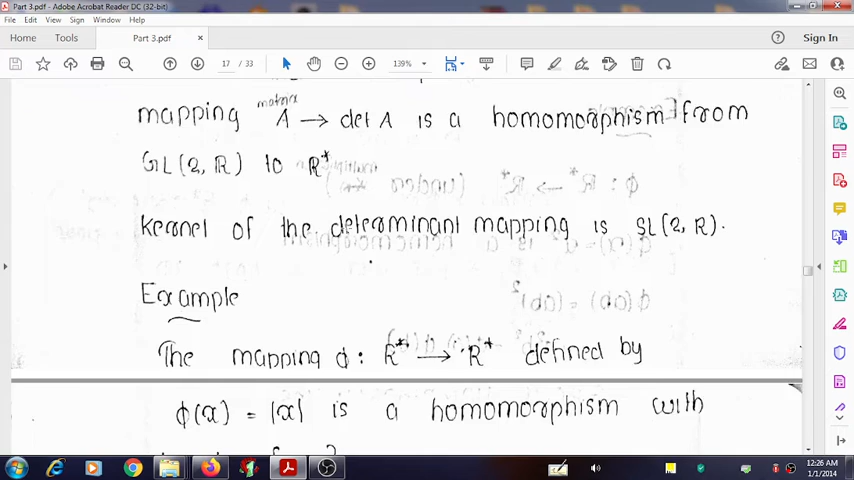 Part 3.pdf - Adobe Acrobat Reader DC (32-bit)
File Edit View Sign Window Help
Home Tools Part 3.pdf × Sign In
17 / 33 139%
matrix
mapping A → det A is a homomorphism from
GL(2, R) to R*
Kernel of the determinant mapping is SL(2, R).
Example
The mapping φ: R* → R* defined by
φ(x) = |x| is a homomorphism with
12:26 AM
1/1/2014